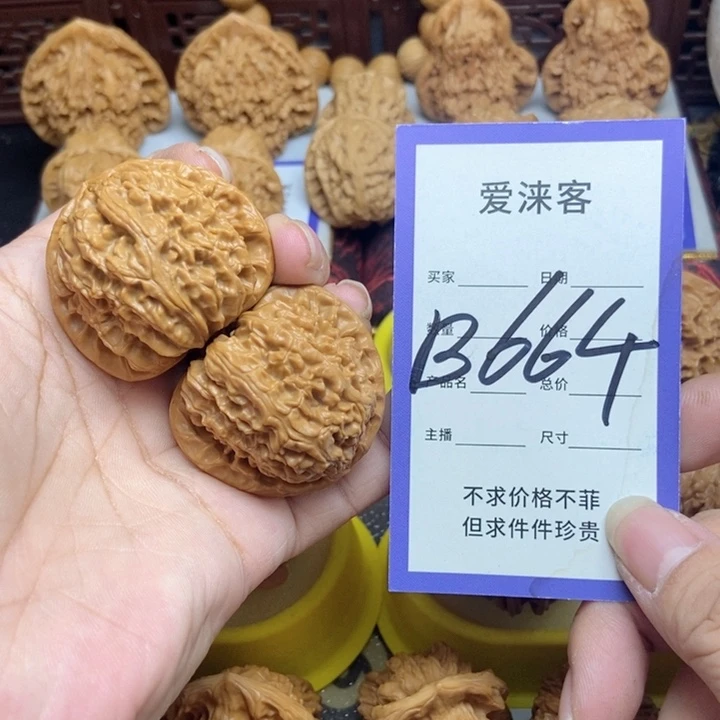 爱涞客
买家 日期
数量 价格
B664
产品名 总价
主播 尺寸
不求价格不菲
但求件件珍贵